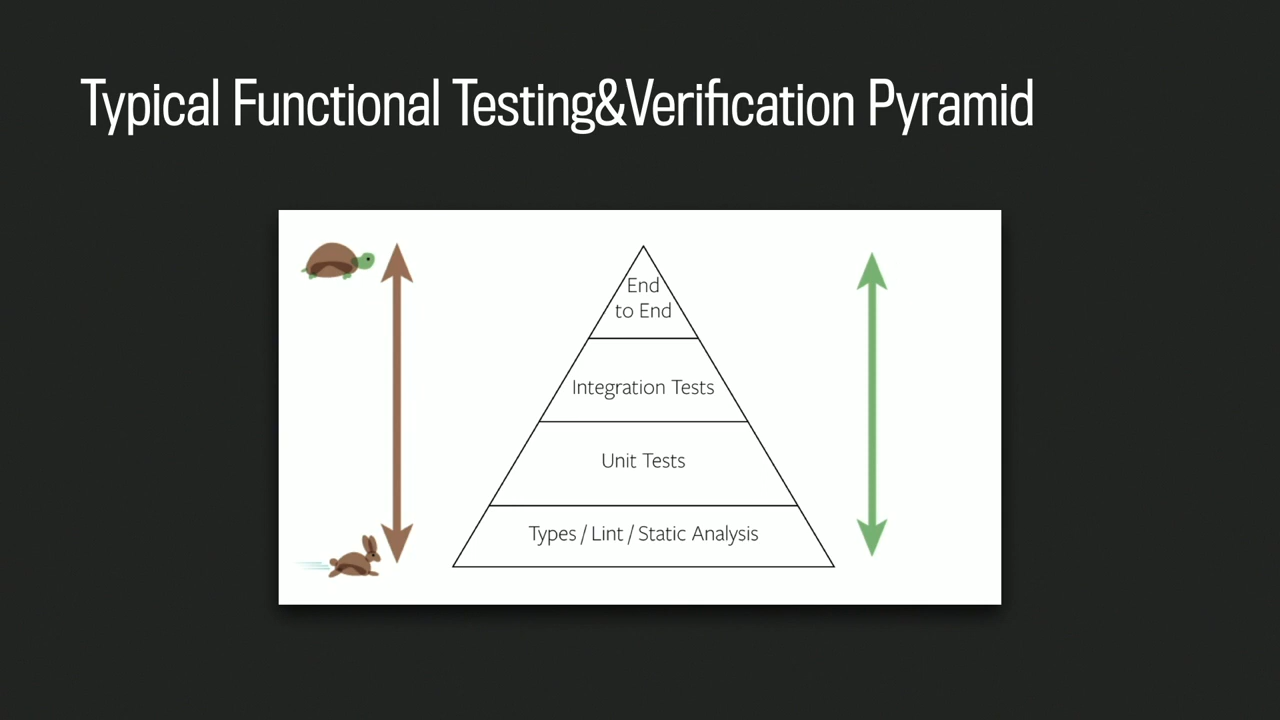 Typical Functional Testing&Verification Pyramid
End
to End
Integration Tests
Unit Tests
Types / Lint / Static Analysis